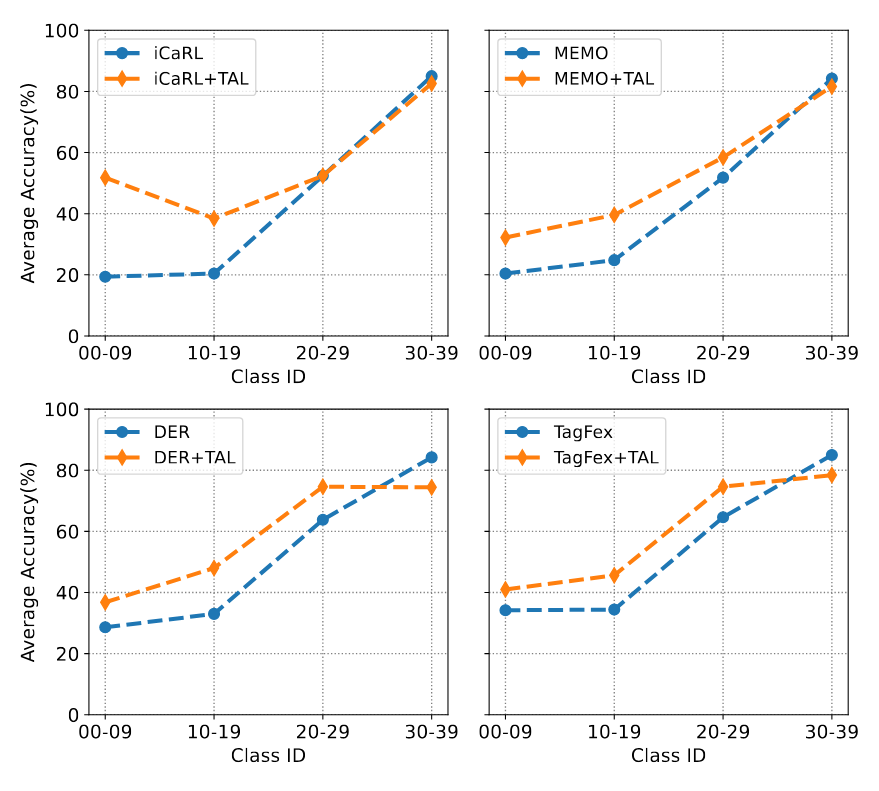 100
80
60
40
20
0
Average Accuracy(%)
iCaRL
iCaRL+TAL
00-09 10-19 20-29 30-39
Class ID
MEMO
MEMO+TAL
00-09 10-19 20-29 30-39
Class ID
100
80
60
40
20
0
Average Accuracy(%)
DER
DER+TAL
00-09 10-19 20-29 30-39
Class ID
TagFex
TagFex+TAL
00-09 10-19 20-29 30-39
Class ID